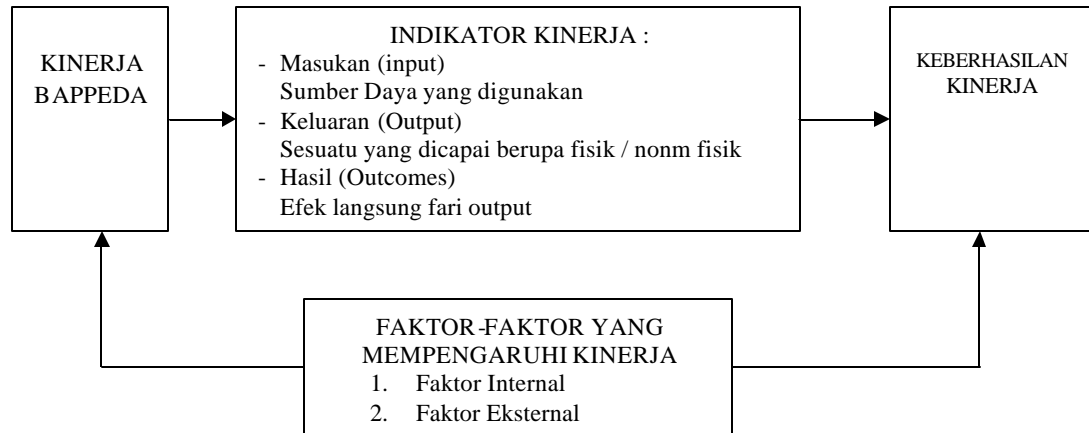 KINERJA
BAPPEDA
INDIKATOR KINERJA :
- Masukan (input)
Sumber Daya yang digunakan
- Keluaran (Output)
Sesuatu yang dicapai berupa fisik / nonm fisik
- Hasil (Outcomes)
Efek langsung fari output
KEBERHASILAN
KINERJA
FAKTOR-FAKTOR YANG
MEMPENGARUHI KINERJA
1. Faktor Internal
2. Faktor Eksternal